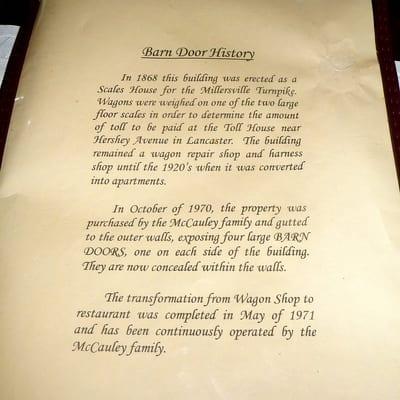 Barn Door History
In 1868 this building was erected as a
Scales House for the Millersville Turnpike.
Wagons were weighed on one of the two large
floor scales in order to determine the amount
of toll to be paid at the Toll House near
Hershey Avenue in Lancaster. The building
remained a wagon repair shop and harness
shop until the 1920's when it was converted
into apartments.
In October of 1970, the property was
purchased by the McCauley family and gutted
to the outer walls, exposing four large BARN
DOORS, one on each side of the building.
They are now concealed within the walls.
The transformation from Wagon Shop to
restaurant was completed in May of 1971
and has been continuously operated by the
McCauley family.